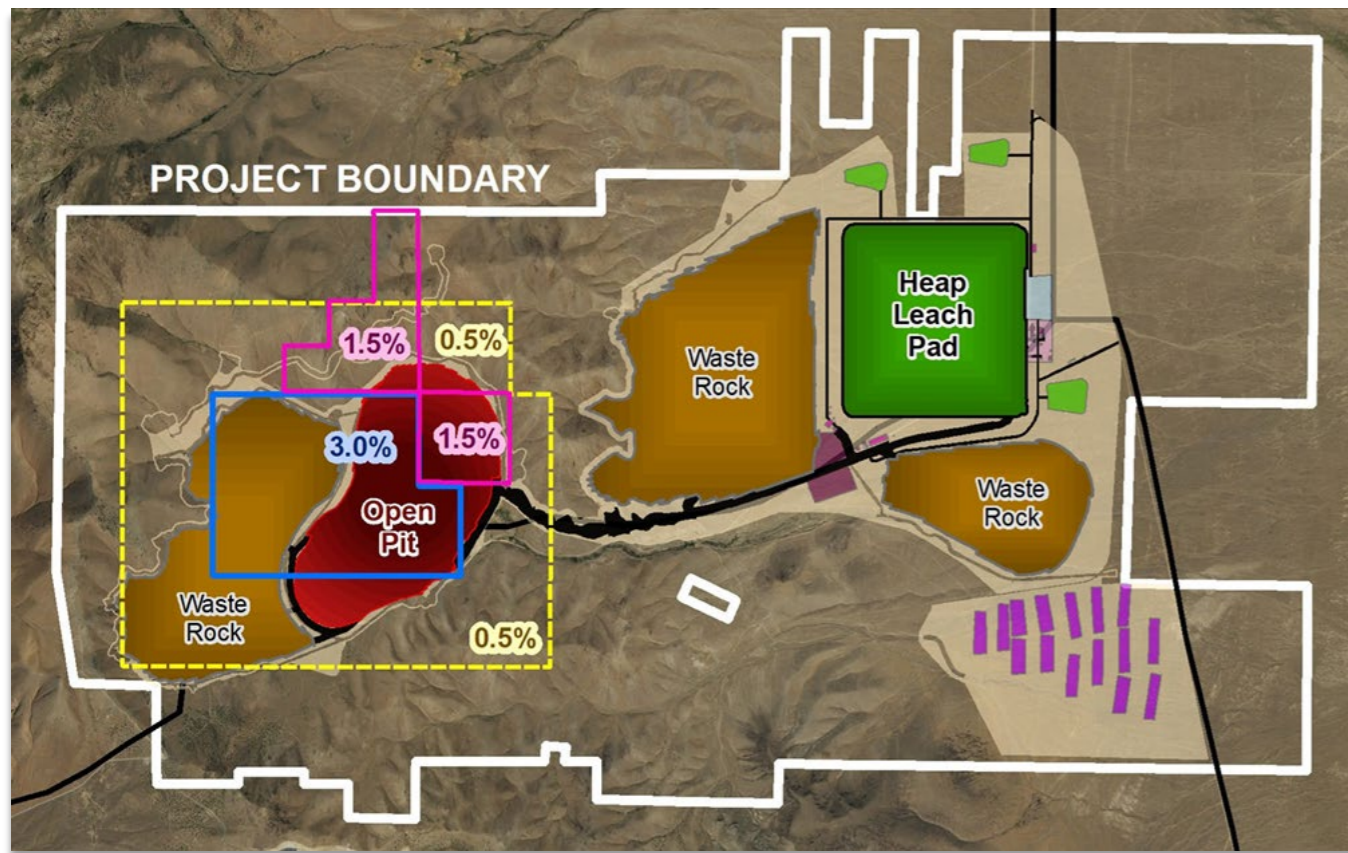 PROJECT BOUNDARY
1.5%
0.5%
Heap
Leach
Pad
Waste
Rock
3.0%
1.5%
Open
Pit
Waste
Rock
Waste
Rock
0.5%